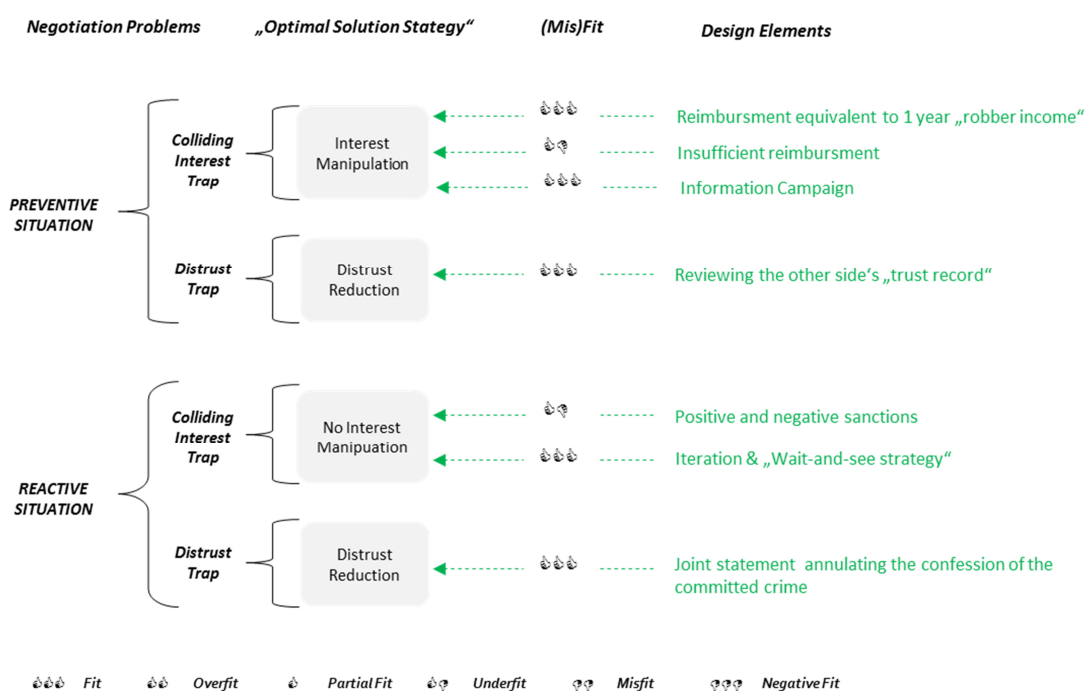 Negotiation Problems „Optimal Solution Stategy“ (Mis)Fit Design Elements
PREVENTIVE
SITUATION
Colliding
Interest
Trap
Interest
Manipulation
Reimbursment equivalent to 1 year „robber income“
Insufficient reimbursment
Information Campaign
Distrust
Trap
Distrust
Reduction
Reviewing the other side‘s „trust record“
REACTIVE
SITUATION
Colliding
Interest
Trap
No Interest
Manipuation
Positive and negative sanctions
Iteration & „Wait-and-see strategy“
Distrust
Trap
Distrust
Reduction
Joint statement annulating the confession of the
committed crime
Fit Overfit Partial Fit Underfit Misfit Negative Fit